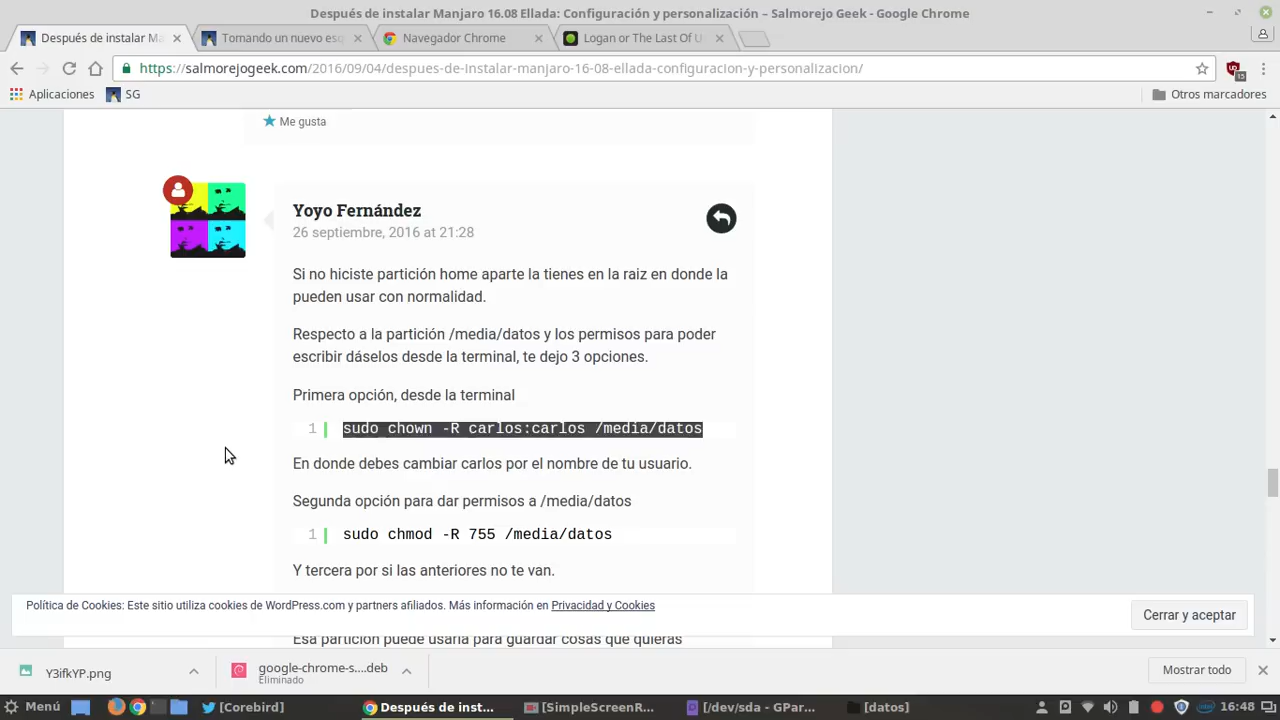 Después de instalar Manjaro 16.08 Ellada: Configuración y personalización – Salmorejo Geek - Google Chrome
Después de instalar Ma
Tomando un nuevo esq
Navegador Chrome
Logan or The Last Of U
https://salmorejogeek.com/2016/09/04/despues-de-instalar-manjaro-16-08-ellada-configuracion-y-personalizacion/
15
Aplicaciones
SG
Otros marcadores
Me gusta
Yoyo Fernández
26 septiembre, 2016 at 21:28
Si no hiciste partición home aparte la tienes en la raiz en donde la
pueden usar con normalidad.
Respecto a la partición /media/datos y los permisos para poder
escribir dáselos desde la terminal, te dejo 3 opciones.
Primera opción, desde la terminal
1 sudo chown -R carlos:carlos /media/datos
En donde debes cambiar carlos por el nombre de tu usuario.
Segunda opción para dar permisos a /media/datos
1 sudo chmod -R 755 /media/datos
Y tercera por si las anteriores no te van.
Política de Cookies: Este sitio utiliza cookies de WordPress.com y partners afiliados. Más información en Privacidad y Cookies
Cerrar y aceptar
Esa partición puede usarla para guardar cosas que quieras
Y3ifkYP.png
google-chrome-s....deb
Eliminado
Mostrar todo
Menú
[Corebird]
Después de inst...
[SimpleScreenR...
[/dev/sda - GPar...
[datos]
16:48